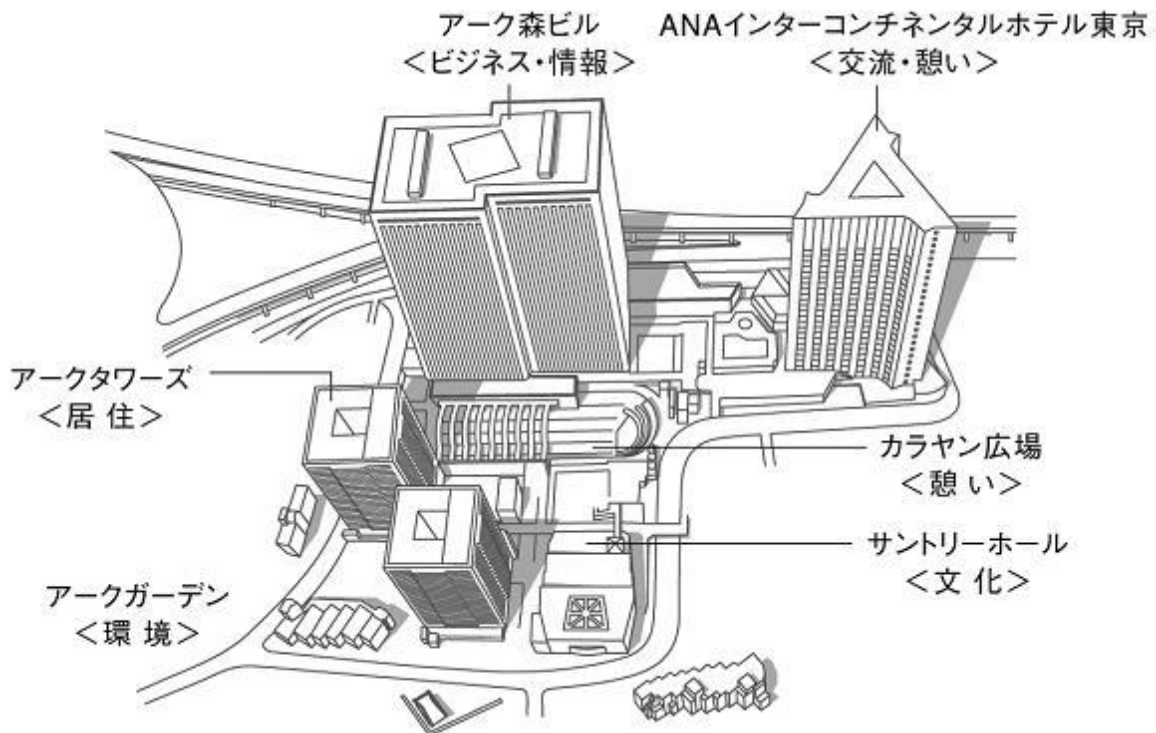 アーク森ビル
＜ビジネス・情報＞
ANAインターコンチネンタルホテル東京
＜交流・憩い＞
アークタワーズ
＜居 住＞
カラヤン広場
＜憩 い＞
サントリーホール
＜文 化＞
アークガーデン
＜環 境＞